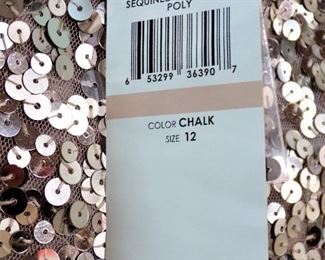 SEQUINED
POLY
6 53299 36390 7
COLOR CHALK
SIZE 12